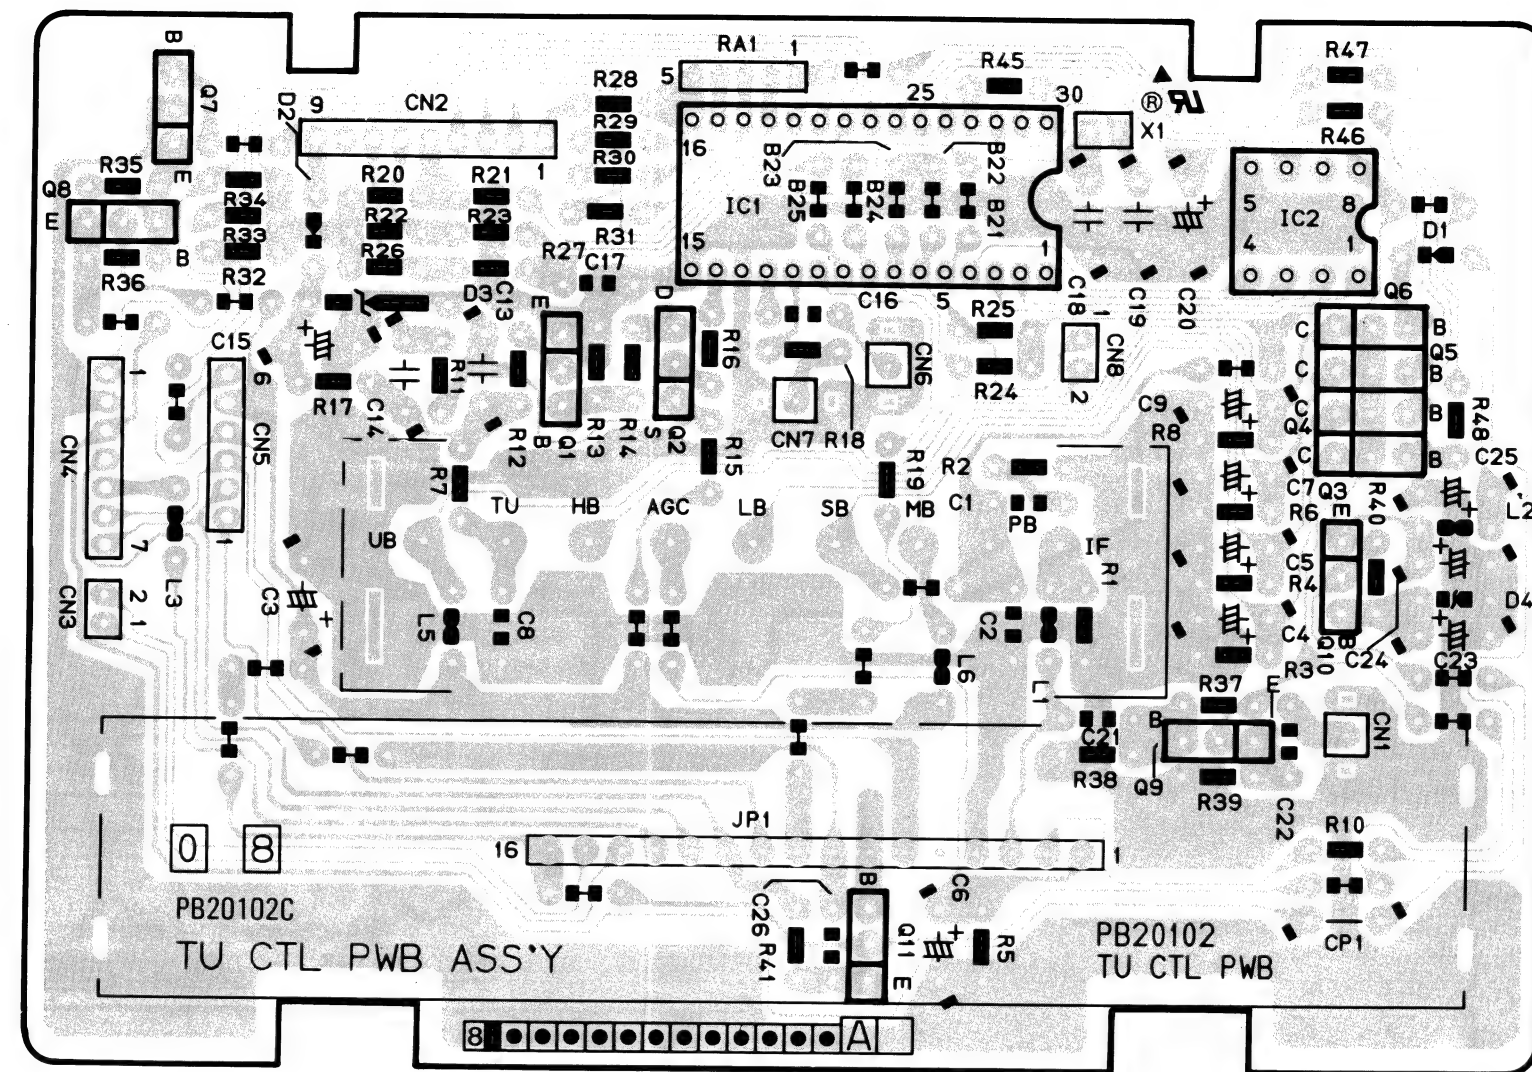 B
RA1
1
5
R45
R47
Q7
D2
9
CN2
R28
25
30
® UR
X1
R29
16
R46
B23
B22
E
R35
R30
1
Q8
R34
R20
R21
B25
B24
B21
5
8
IC1
IC2
E
R33
R22
R23
R31
15
1
4
1
D1
B
R36
R32
R26
R27
C17
D3
C13
E
D
C16
5
R25
C18
1
C19
C20
Q6
C
B
C15
6
1
R17
C14
R11
R12
B
Q1
R13
R14
S
Q2
R16
R15
CN7
R18
CN6
R24
CN8
2
C9
R8
C
Q5
B
C
Q4
B
C
B
R48
C25
CN4
CN5
R7
R19
R2
C1
PB
C7
R6
Q3
E
R40
L2
TU
HB
AGC
LB
SB
MB
UB
IF
R1
7
1
L3
C5
R4
CN3
2
1
C3
L5
C8
C2
C4
Q10
B
C24
C23
D4
L6
L1
R3
R37
E
B
C21
R38
Q9
R39
C22
CN1
JP1
16
1
R10
0 8
PB20102C
TU CTL PWB ASS'Y
C26
R41
B
Q11
E
C6
R5
PB20102
TU CTL PWB
CP1
8
A